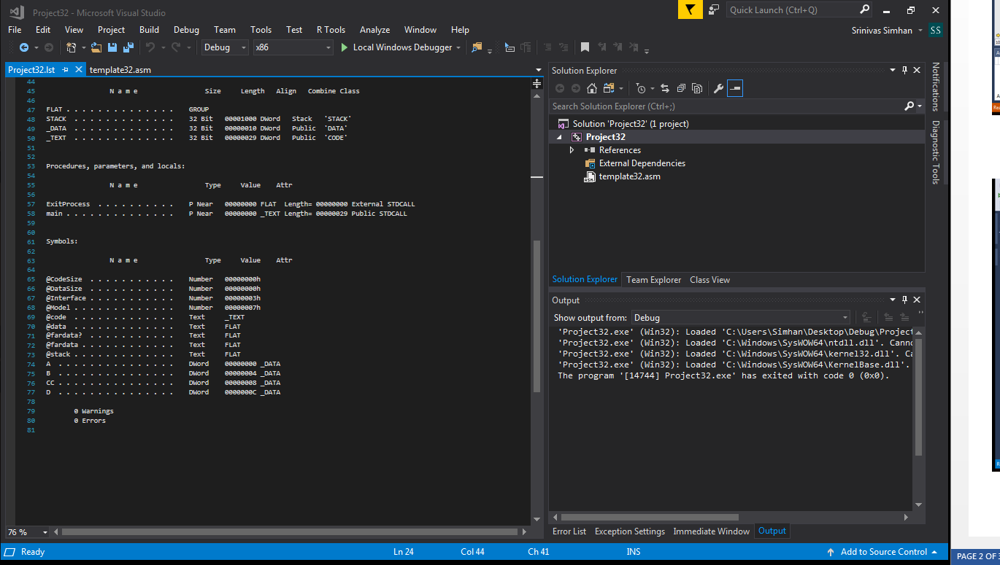 Project32 - Microsoft Visual Studio
Quick Launch (Ctrl+Q)
File Edit View Project Build Debug Team Tools Test R Tools Analyze Window Help
Srinivas Simhan SS
Debug x86 Local Windows Debugger
Project32.lst template32.asm
44
45 N a m e Size Length Align Combine Class
46
47 FLAT . . . . . . . . . . . . . . GROUP
48 STACK . . . . . . . . . . . . . . 32 Bit 00001000 DWord Stack 'STACK'
49 _DATA . . . . . . . . . . . . . . 32 Bit 00000010 DWord Public 'DATA'
50 _TEXT . . . . . . . . . . . . . . 32 Bit 00000029 DWord Public 'CODE'
51
52
53 Procedures, parameters, and locals:
54
55 N a m e Type Value Attr
56
57 ExitProcess . . . . . . . . . . P Near 00000000 FLAT Length= 00000000 External STDCALL
58 main . . . . . . . . . . . . . . P Near 00000000 _TEXT Length= 00000029 Public STDCALL
59
60
61 Symbols:
62
63 N a m e Type Value Attr
64
65 @CodeSize . . . . . . . . . . . Number 00000000h
66 @DataSize . . . . . . . . . . . Number 00000000h
67 @Interface . . . . . . . . . . . Number 00000003h
68 @Model . . . . . . . . . . . . . Number 00000007h
69 @code . . . . . . . . . . . . . Text _TEXT
70 @data . . . . . . . . . . . . . Text FLAT
71 @fardata? . . . . . . . . . . . Text FLAT
72 @fardata . . . . . . . . . . . . Text FLAT
73 @stack . . . . . . . . . . . . . Text FLAT
74 A . . . . . . . . . . . . . . . DWord 00000000 _DATA
75 B . . . . . . . . . . . . . . . DWord 00000004 _DATA
76 CC . . . . . . . . . . . . . . . DWord 00000008 _DATA
77 D . . . . . . . . . . . . . . . DWord 0000000C _DATA
78
79 0 Warnings
80 0 Errors
81
76 %
Solution Explorer
Search Solution Explorer (Ctrl+;)
Solution 'Project32' (1 project)
Project32
References
External Dependencies
template32.asm
Solution Explorer Team Explorer Class View
Notifications
Diagnostic Tools
Output
Show output from: Debug
'Project32.exe' (Win32): Loaded 'C:\Users\Simhan\Desktop\Debug\Project
'Project32.exe' (Win32): Loaded 'C:\Windows\SysWOW64\ntdll.dll'. Canno
'Project32.exe' (Win32): Loaded 'C:\Windows\SysWOW64\kernel32.dll'. Ca
'Project32.exe' (Win32): Loaded 'C:\Windows\SysWOW64\KernelBase.dll'.
The program '[14744] Project32.exe' has exited with code 0 (0x0).
Error List Exception Settings Immediate Window Output
Ready Ln 24 Col 44 Ch 41 INS Add to Source Control
PAGE 2 OF